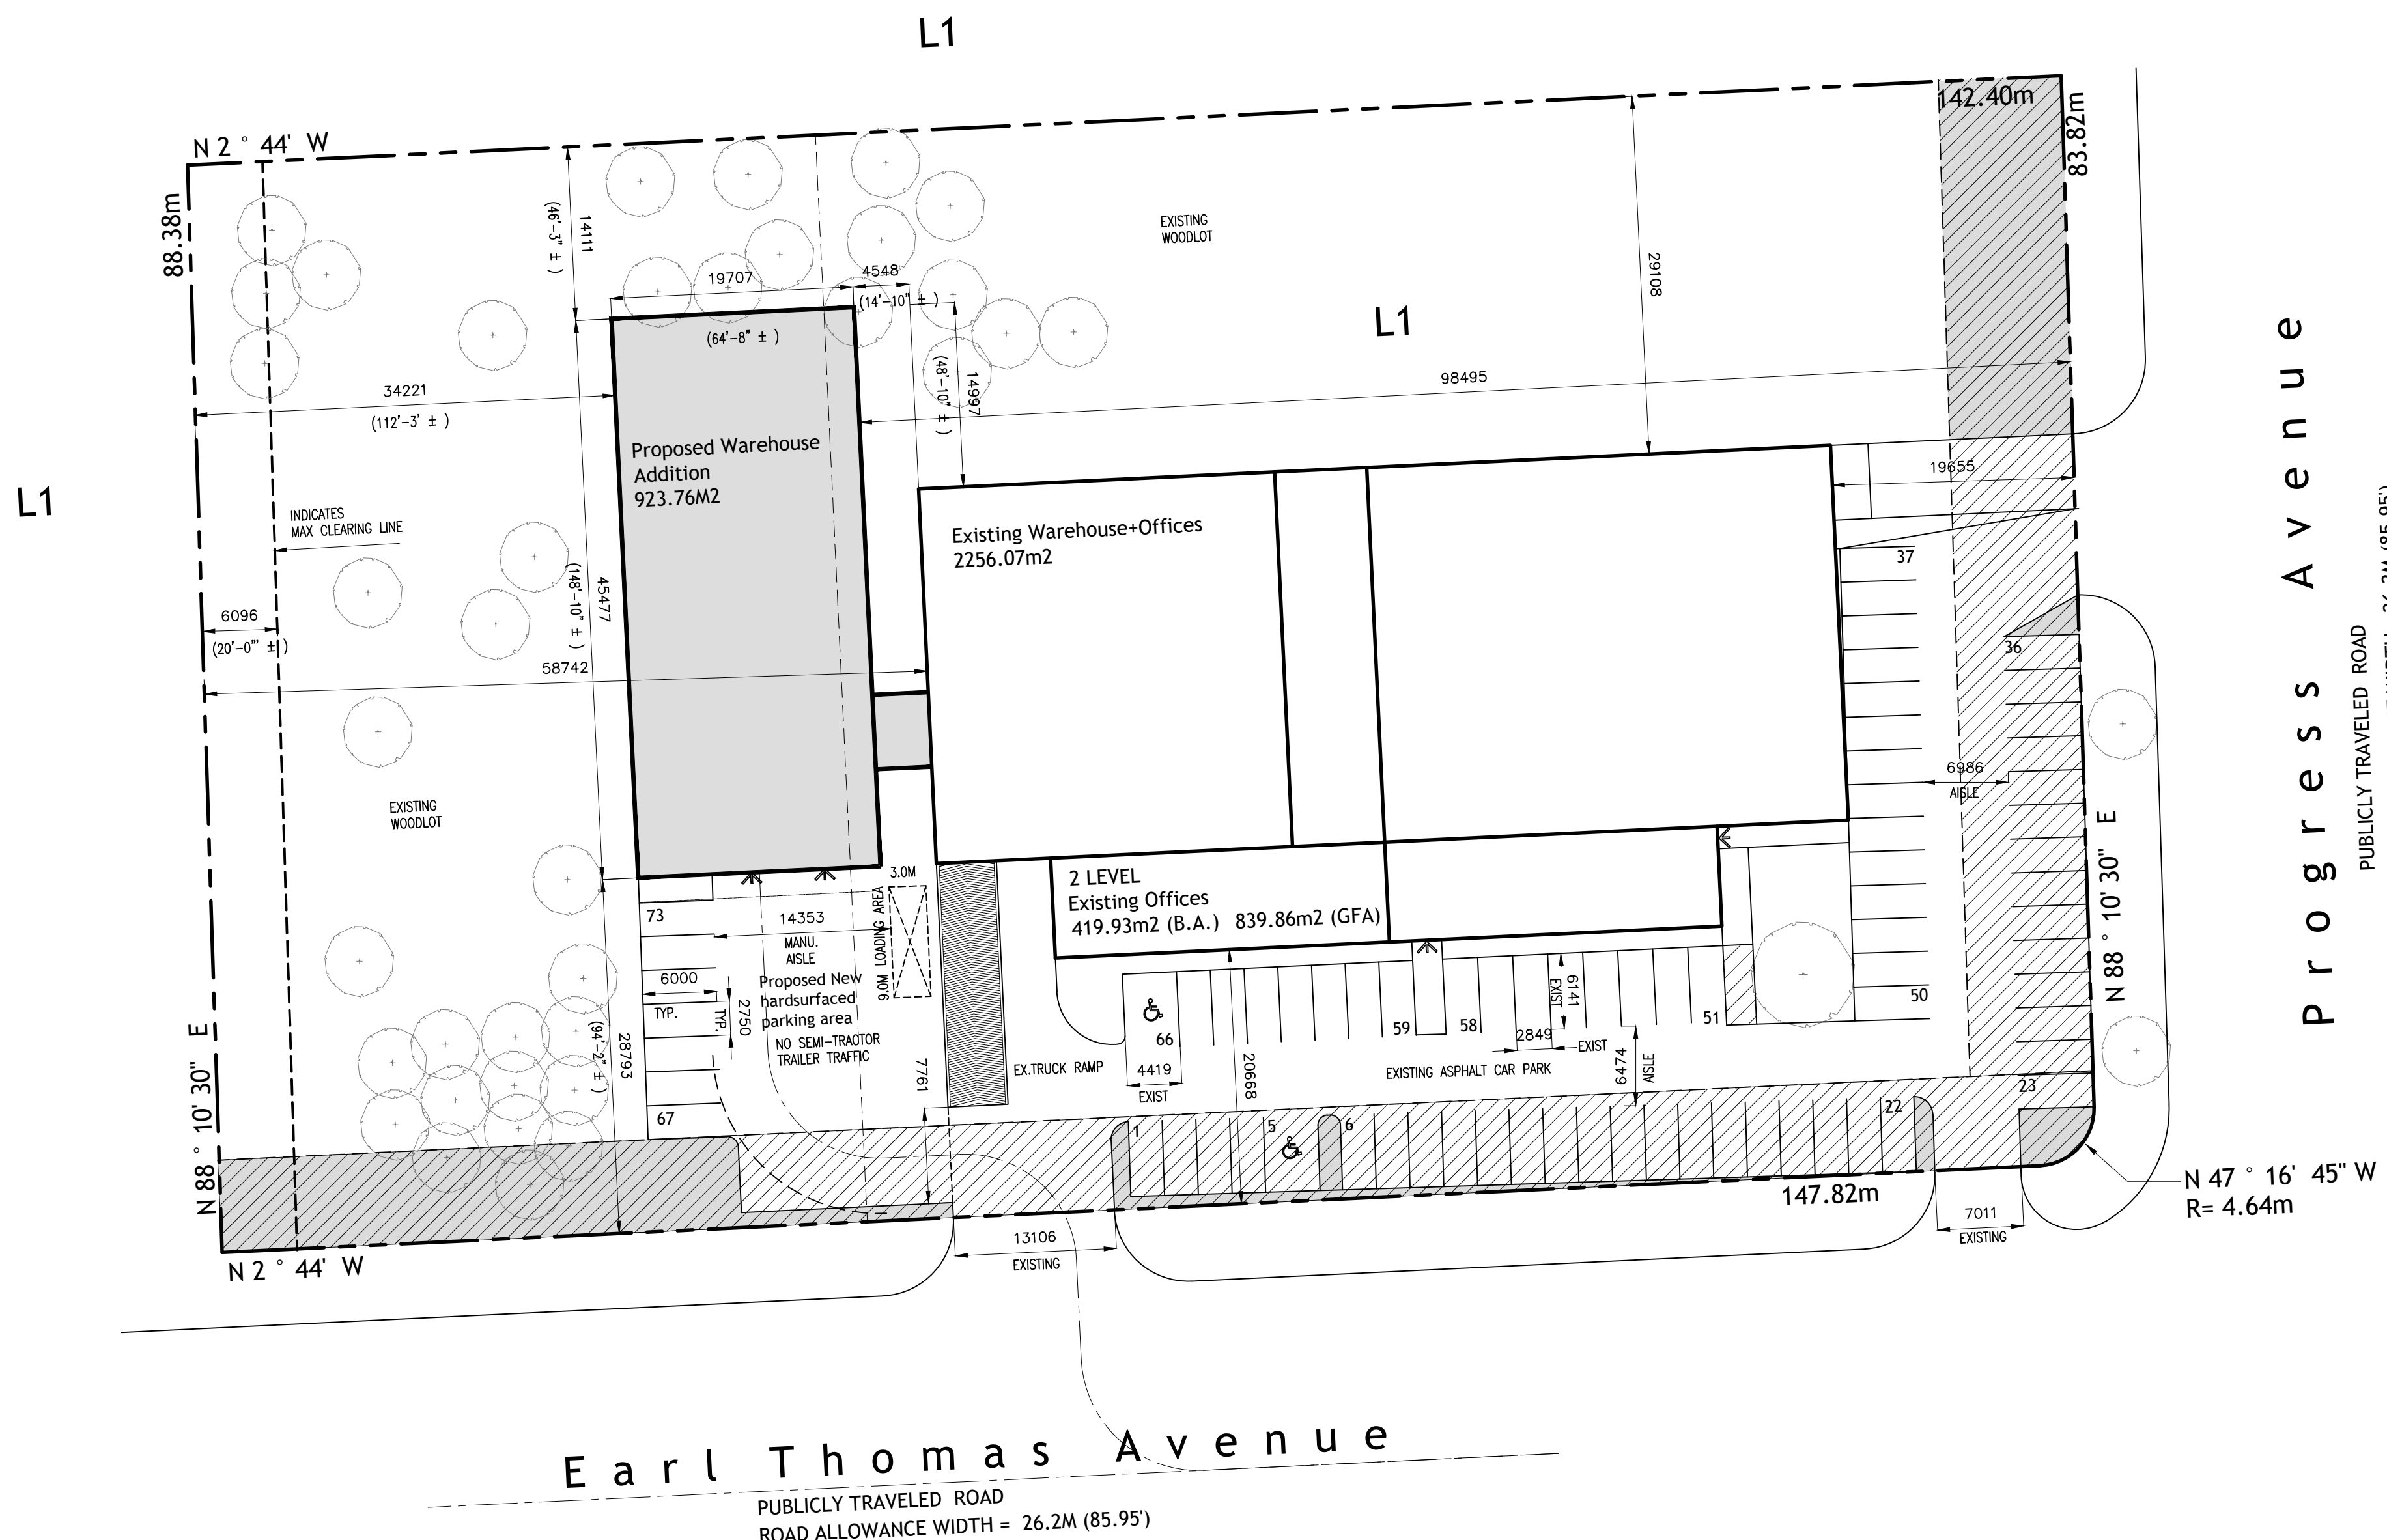 L1
N 2 ° 44' W
142.40m
83.82m
88.38m
14111
(46'-3" ± )
EXISTING
WOODLOT
29108
19707
(64'-8" ± )
4548
(14'-10" ± )
14997
(48'-10" ± )
L1
98495
34221
(112'-3' ± )
Proposed Warehouse
Addition
923.76M2
L1
INDICATES
MAX CLEARING LINE
Existing Warehouse+Offices
2256.07m2
19655
37
45477
(148'-10" ± )
6096
(20'-0"' ± )
58742
36
6986
AISLE
EXISTING
WOODLOT
2 LEVEL
Existing Offices
419.93m2 (B.A.) 839.86m2 (GFA)
3.0M
9.0M LOADING AREA
73
14353
MANU.
AISLE
6000
TYP.
2750
TYP.
Proposed New
hardsurfaced
parking area
NO SEMI-TRACTOR
TRAILER TRAFFIC
28793
(94'-2" ± )
67
7761
EX.TRUCK RAMP
66
4419
EXIST
20668
59
58
2849
EXIST
6141
EXIST
51
50
6474
AISLE
EXISTING ASPHALT CAR PARK
1
5
6
22
23
N 88 ° 10' 30" E
N 88 ° 10' 30" E
147.82m
N 47 ° 16' 45" W
R= 4.64m
N 2 ° 44' W
13106
EXISTING
7011
EXISTING
Progress Avenue
PUBLICLY TRAVELED ROAD
Earl Thomas Avenue
PUBLICLY TRAVELED ROAD
ROAD ALLOWANCE WIDTH = 26.2M (85.95')